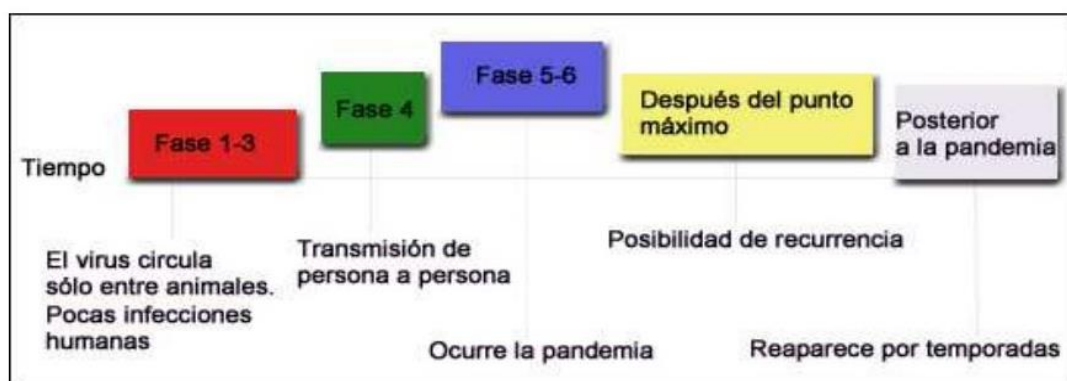 Tiempo
Fase 1-3
Fase 4
Fase 5-6
Después del punto
máximo
Posterior
a la pandemia
El virus circula
sólo entre animales.
Pocas infecciones
humanas
Transmisión de
persona a persona
Ocurre la pandemia
Posibilidad de recurrencia
Reaparece por temporadas